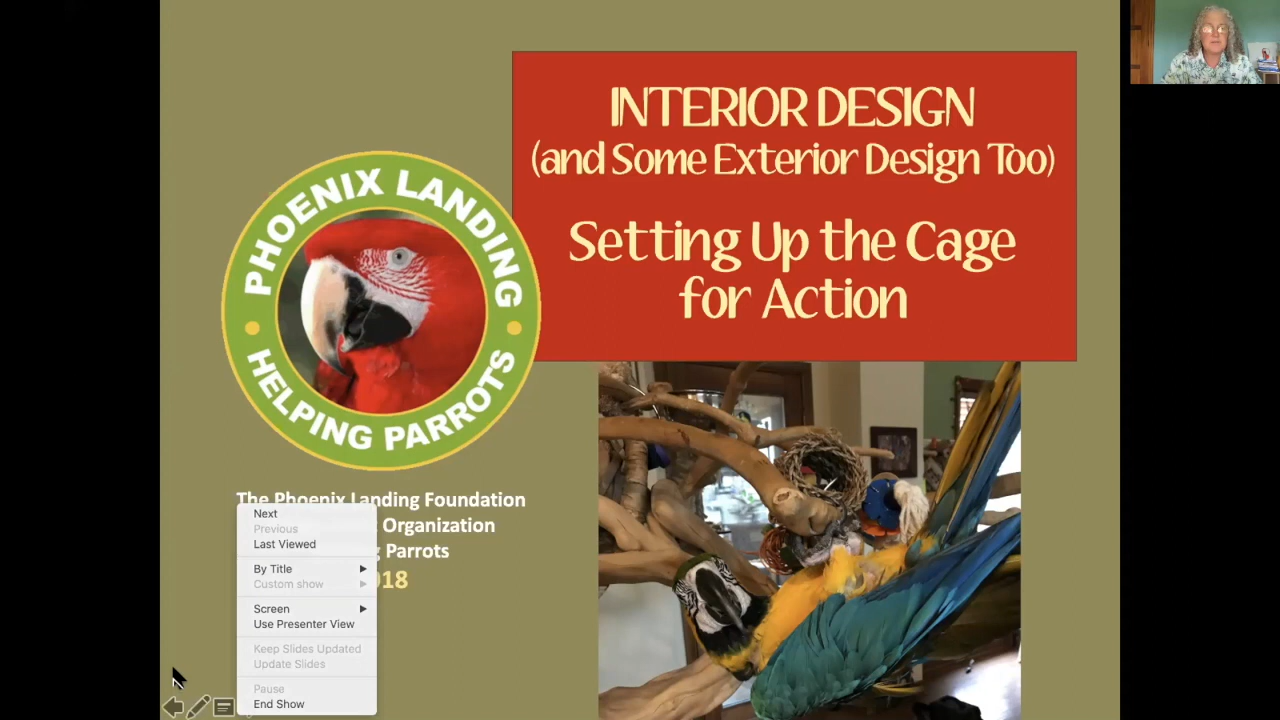 INTERIOR DESIGN
(and Some Exterior Design Too)
Setting Up the Cage
for Action
PHOENIX LANDING
HELPING PARROTS
The Phoenix Landing Foundation
Organization
Parrots
Next
Previous
Last Viewed
By Title
Custom show
Screen
Use Presenter View
Keep Slides Updated
Update Slides
Pause
End Show